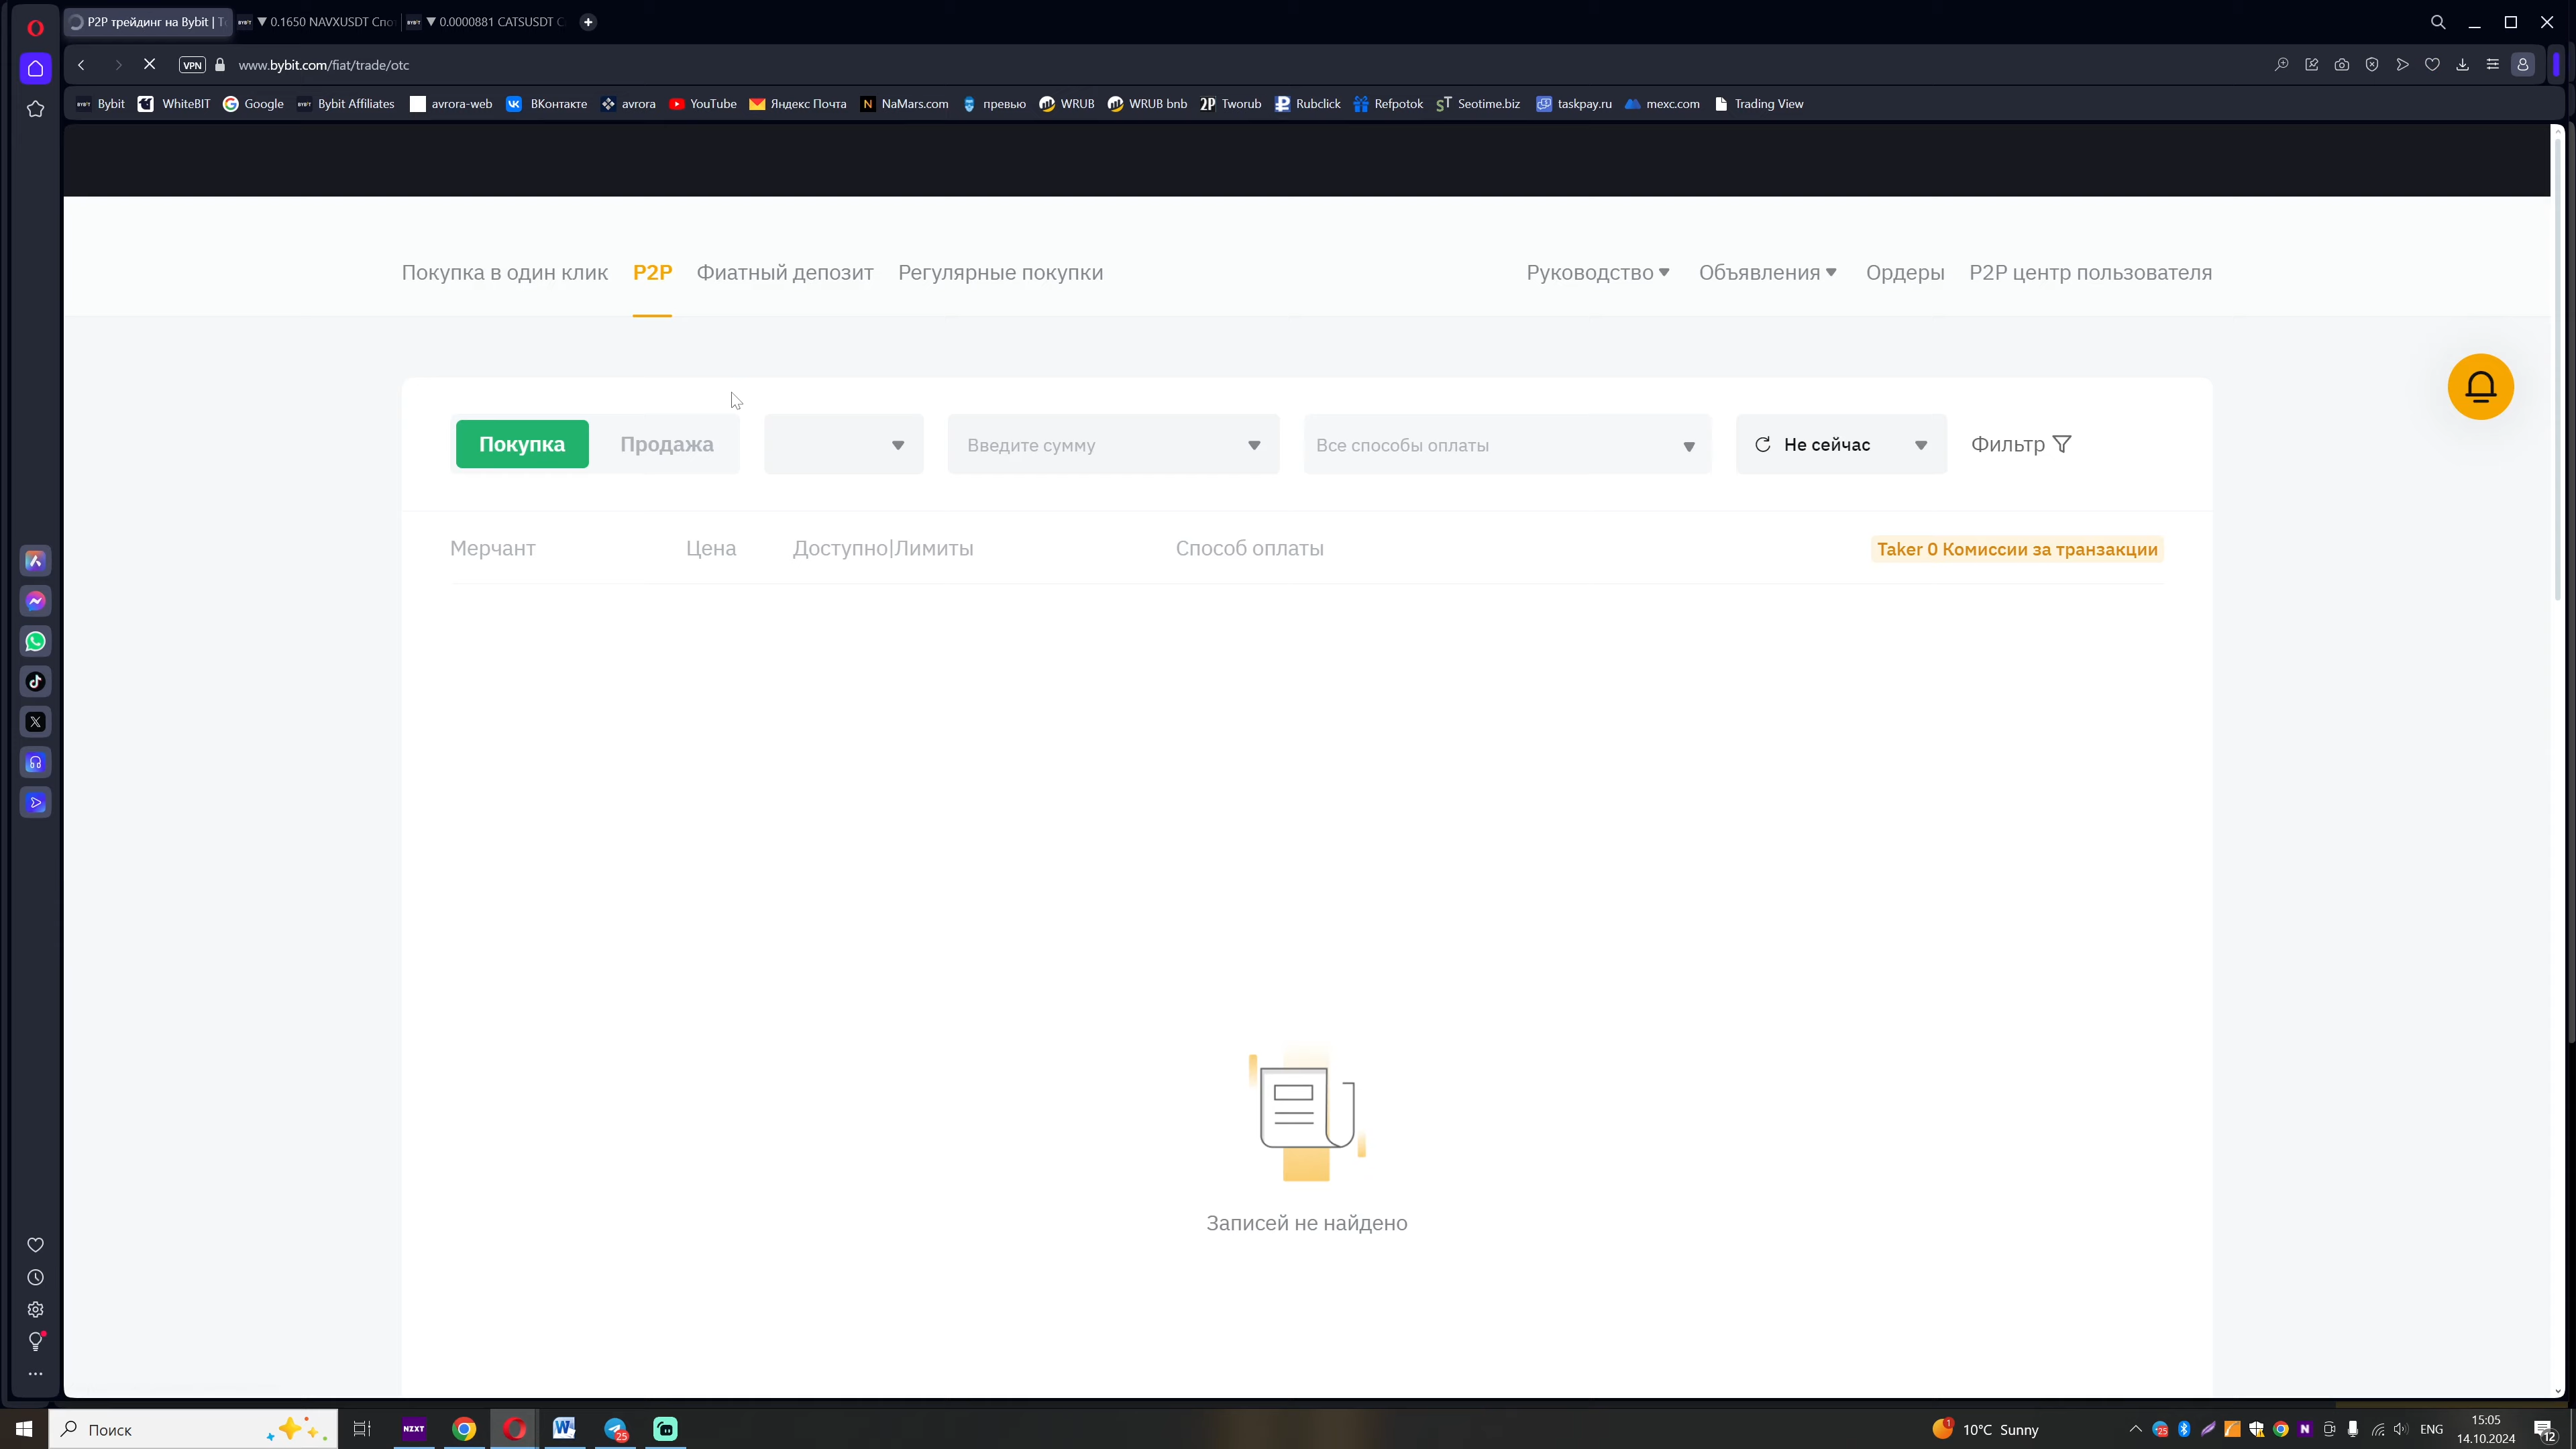 P2P трейдинг на Bybit | Т
▼ 0.1650 NAVXUSDT Спо
▼ 0.0000881 CATSUSDT С
VPN
www.bybit.com/fiat/trade/otc
Bybit
WhiteBIT
Google
Bybit Affiliates
avrora-web
ВКонтакте
avrora
YouTube
Яндекс Почта
NaMars.com
превью
WRUB
WRUB bnb
2P Tworub
Rubclick
Refpotok
Seotime.biz
taskpay.ru
mexc.com
Trading View
Покупка в один клик
P2P
Фиатный депозит
Регулярные покупки
Руководство
Объявления
Ордеры
P2P центр пользователя
Покупка
Продажа
Введите сумму
Все способы оплаты
Не сейчас
Фильтр
Мерчант
Цена
Доступно|Лимиты
Способ оплаты
Taker 0 Комиссии за транзакции
Записей не найдено
Поиск
NZXT
25
10°C Sunny
ENG
15:05
14.10.2024
12